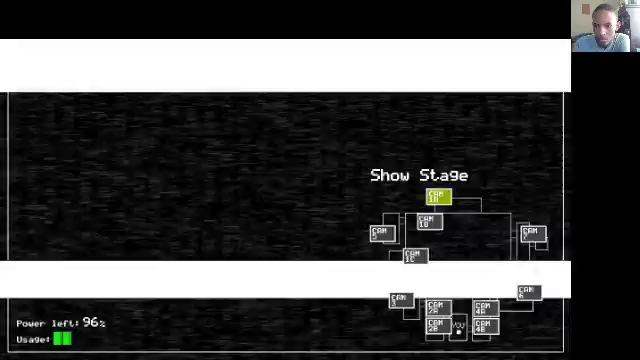 Show Stage
CAM 1A
CAM 1B
CAM 5
CAM 7
CAM 1C
CAM 3
CAM 6
CAM 2A
CAM 4A
CAM 2B
YOU
CAM 4B
Power left: 96%
Usage: